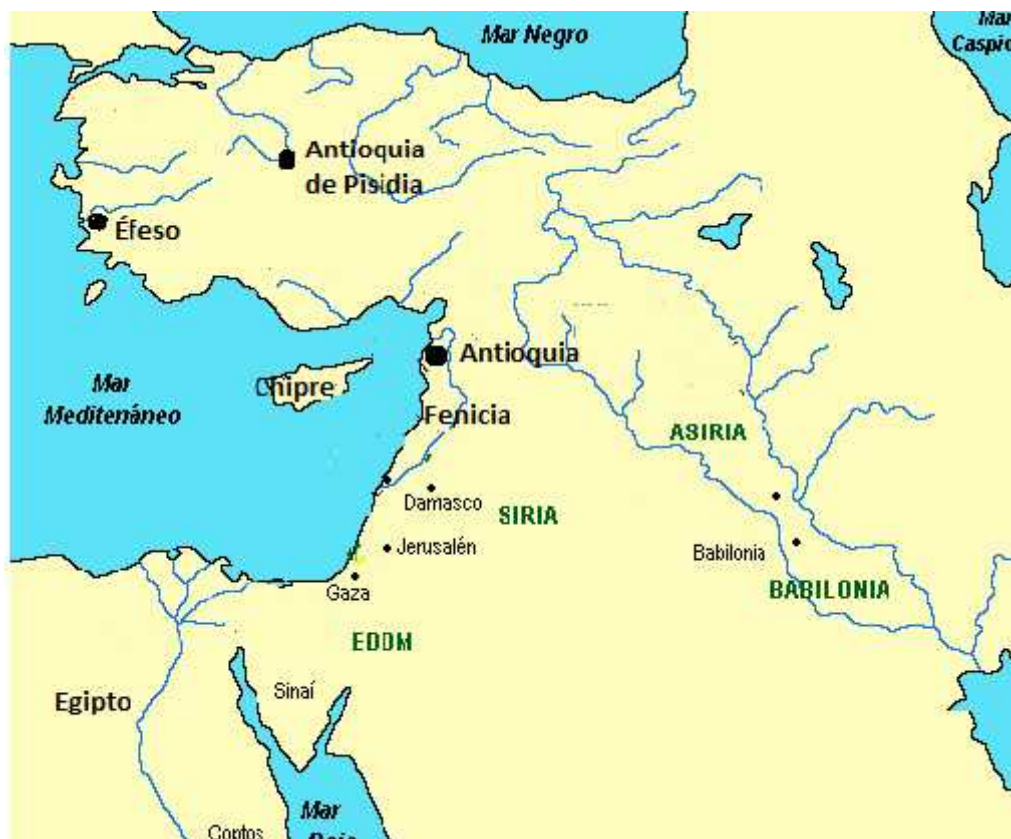 Mar Negro
Mar
Caspio
Antioquia
de Pisidia
Éfeso
Antioquia
Chipre
Mar
Meditenáneo
Fenicia
ASIRIA
Damasco
SIRIA
Jerusalén
Babilonia
Gaza
BABILONIA
EDDM
Sinaí
Egipto
Mar
Coptos